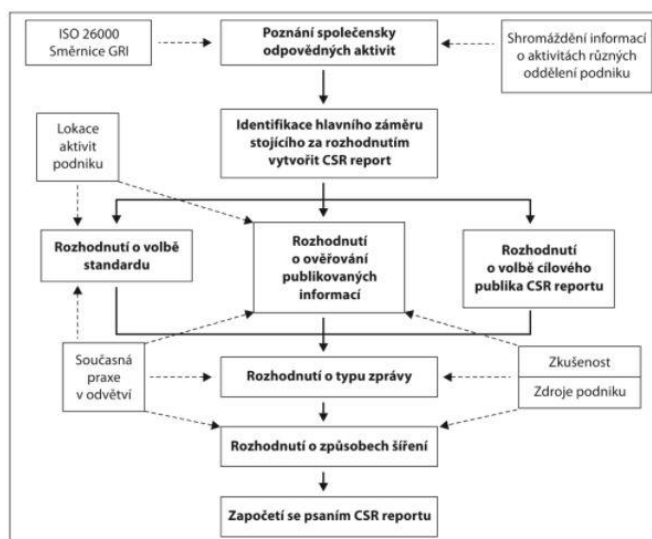 ISO 26000
Směrnice GRI
Poznání společensky
odpovědných aktivit
Shromáždění informací
o aktivitách různých
oddělení podniku
Identifikace hlavního záměru
stojícího za rozhodnutím
vytvořit CSR report
Lokace
aktivit
podniku
Rozhodnutí o volbě
standardu
Rozhodnutí
o ověřování
publikovaných
informací
Rozhodnutí
o volbě cílového
publika CSR reportu
Současná
praxe
v odvětví
Rozhodnutí o typu zprávy
Zkušenost
Zdroje podniku
Rozhodnutí o způsobech šíření
Započetí se psaním CSR reportu